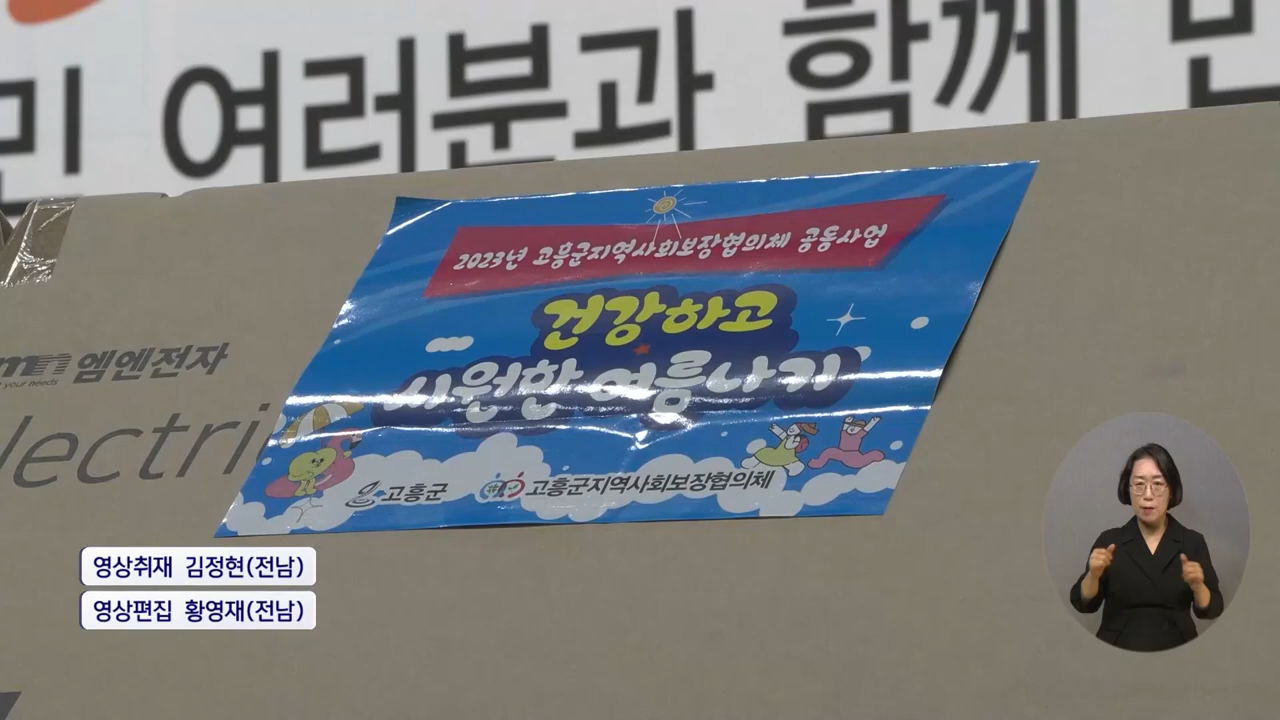 민 여러분과 함께
2023년 고흥군지역사회보장협의체 공동사업
건강하고
시원한 여름나기
엠엔전자
your needs
lectri
고흥군
고흥군지역사회보장협의체
영상취재 김정현(전남)
영상편집 황영재(전남)